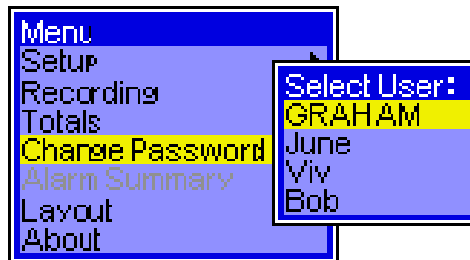 Menu
Setup
Recording
Totals
Change Password
Alarm Summary
Layout
About
Select User:
GRAHAM
June
Viv
Bob